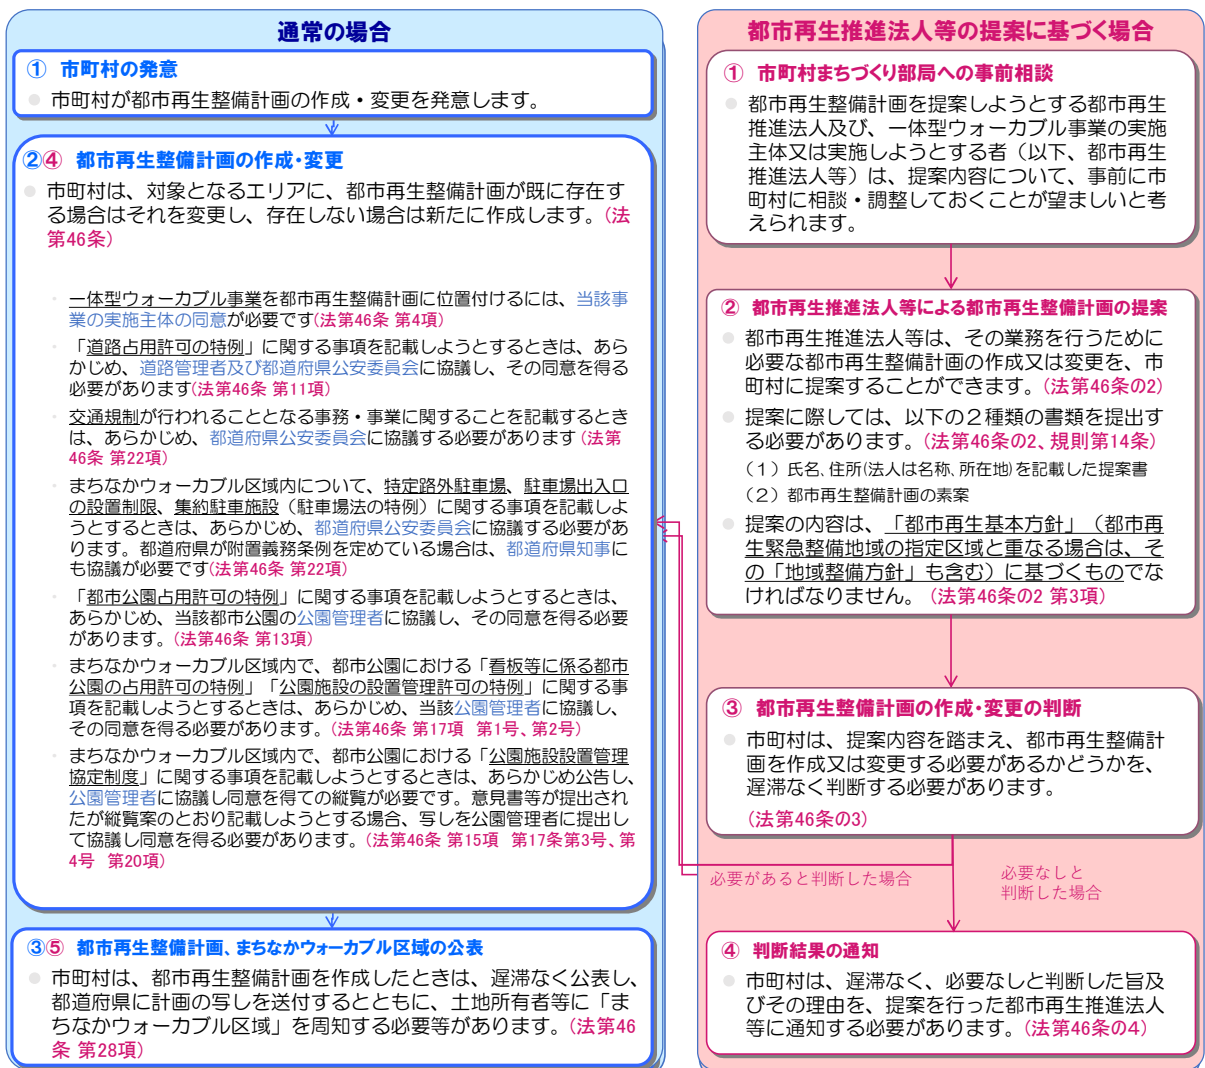 通常の場合
① 市町村の発意
市町村が都市再生整備計画の作成・変更を発意します。
②④ 都市再生整備計画の作成・変更
市町村は、対象となるエリアに、都市再生整備計画が既に存在す
る場合はそれを変更し、存在しない場合は新たに作成します。(法
第46条)
一体型ウォーカブル事業を都市再生整備計画に位置付けるには、当該事
業の実施主体の同意が必要です(法第46条 第4項)
「道路占用許可の特例」に関する事項を記載しようとするときは、あら
かじめ、道路管理者及び都道府県公安委員会に協議し、その同意を得る
必要があります(法第46条 第11項)
交通規制が行われることとなる事務・事業に関することを記載するとき
は、あらかじめ、都道府県公安委員会に協議する必要があります(法第
46条 第22項)
まちなかウォーカブル区域内について、特定路外駐車場、駐車場出入口
の設置制限、集約駐車施設（駐車場法の特例）に関する事項を記載しよ
うとするときは、あらかじめ、都道府県公安委員会に協議する必要があ
ります。都道府県が附置義務条例を定めている場合は、都道府県知事に
も協議が必要です(法第46条 第22項)
「都市公園占用許可の特例」に関する事項を記載しようとするときは、
あらかじめ、当該都市公園の公園管理者に協議し、その同意を得る必要
があります。(法第46条 第13項)
まちなかウォーカブル区域内で、都市公園における「看板等に係る都市
公園の占用許可の特例」「公園施設の設置管理許可の特例」に関する事
項を記載しようとするときは、あらかじめ、当該公園管理者に協議し、
その同意を得る必要があります。(法第46条 第17項 第1号、第2号)
まちなかウォーカブル区域内で、都市公園における「公園施設設置管理
協定制度」に関する事項を記載しようとするときは、あらかじめ公告し、
公園管理者に協議し同意を得ての縦覧が必要です。意見書等が提出され
たが縦覧案のとおり記載しようとする場合、写しを公園管理者に提出し
て協議し同意を得る必要があります。(法第46条 第15項 第17条第3号、第
4号 第20項)
③⑤ 都市再生整備計画、まちなかウォーカブル区域の公表
市町村は、都市再生整備計画を作成したときは、遅滞なく公表し、
都道府県に計画の写しを送付するとともに、土地所有者等に「ま
ちなかウォーカブル区域」を周知する必要等があります。(法第46
条 第28項)
都市再生推進法人等の提案に基づく場合
① 市町村まちづくり部局への事前相談
都市再生整備計画を提案しようとする都市再生
推進法人及び、一体型ウォーカブル事業の実施
主体又は実施しようとする者（以下、都市再生
推進法人等）は、提案内容について、事前に市
町村に相談・調整しておくことが望ましいと考
えられます。
② 都市再生推進法人等による都市再生整備計画の提案
都市再生推進法人等は、その業務を行うために
必要な都市再生整備計画の作成又は変更を、市
町村に提案することができます。(法第46条の2)
提案に際しては、以下の２種類の書類を提出す
る必要があります。(法第46条の2、規則第14条)
（１）氏名、住所(法人は名称、所在地)を記載した提案書
（２）都市再生整備計画の素案
提案の内容は、「都市再生基本方針」（都市再
生緊急整備地域の指定区域と重なる場合は、そ
の「地域整備方針」も含む）に基づくものでな
ければなりません。(法第46条の2 第3項)
③ 都市再生整備計画の作成・変更の判断
市町村は、提案内容を踏まえ、都市再生整備計
画を作成又は変更する必要があるかどうかを、
遅滞なく判断する必要があります。
(法第46条の3)
必要があると判断した場合
必要なしと
判断した場合
④ 判断結果の通知
市町村は、遅滞なく、必要なしと判断した旨及
びその理由を、提案を行った都市再生推進法人
等に通知する必要があります。(法第46条の4)